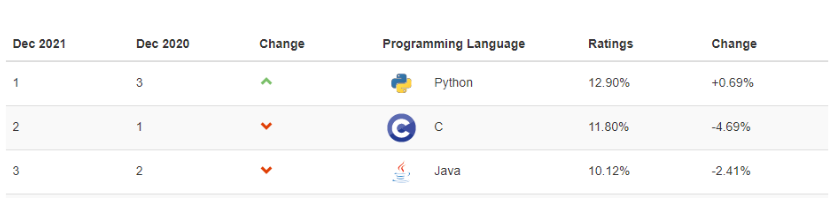 Dec 2021 Dec 2020 Change Programming Language Ratings Change
1 3 Python 12.90% +0.69%
2 1 C 11.80% -4.69%
3 2 Java 10.12% -2.41%